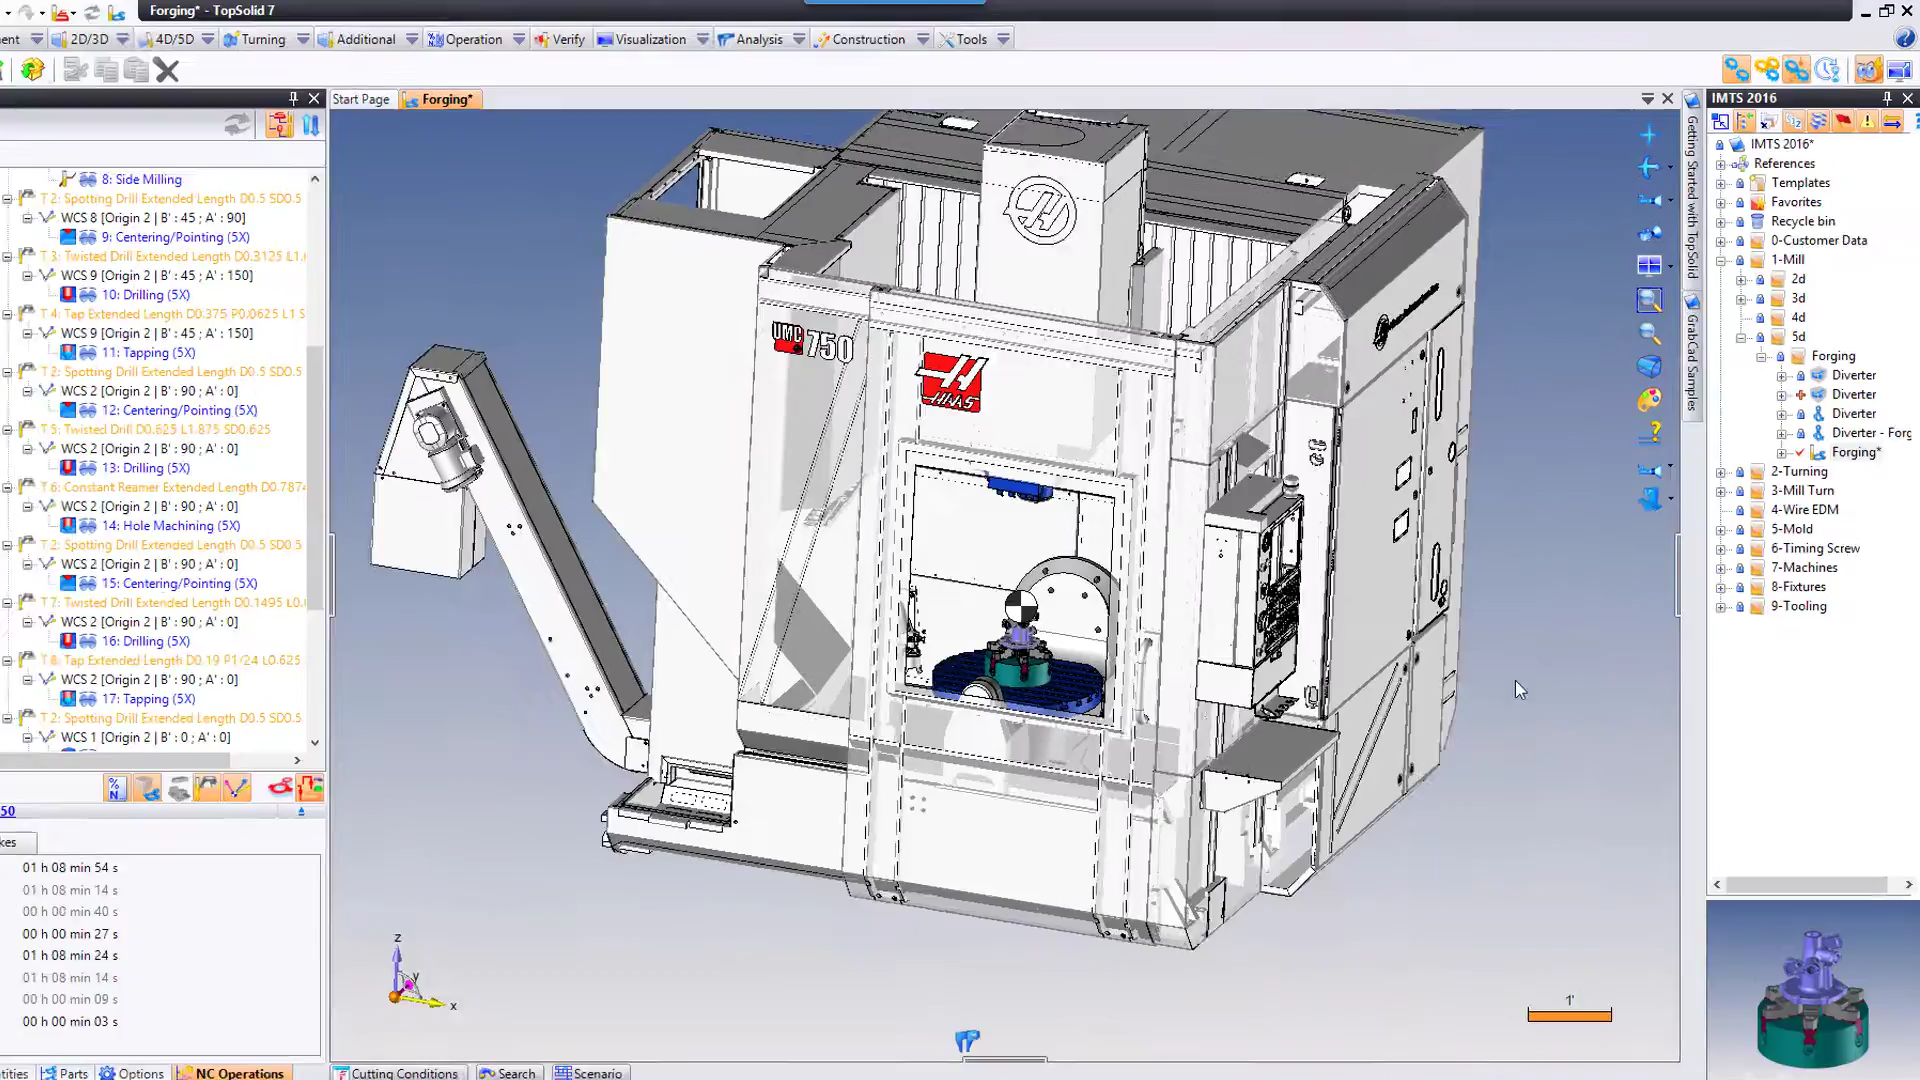 Forging* - TopSolid 7
2D/3D
4D/5D
Turning
Additional
Operation
Verify
Visualization
Analysis
Construction
Tools
Start Page
Forging*
8: Side Milling
T 2: Spotting Drill Extended Length D0.5 SD0.5
WCS 8 [Origin 2 | B' : 45 ; A' : 90]
9: Centering/Pointing (5X)
T 3: Twisted Drill Extended Length D0.3125 L1.
WCS 9 [Origin 2 | B' : 45 ; A' : 150]
10: Drilling (5X)
T 4: Tap Extended Length D0.375 P0.0625 L1 S
WCS 9 [Origin 2 | B' : 45 ; A' : 150]
11: Tapping (5X)
T 2: Spotting Drill Extended Length D0.5 SD0.5
WCS 2 [Origin 2 | B' : 90 ; A' : 0]
12: Centering/Pointing (5X)
T 5: Twisted Drill D0.625 L1.875 SD0.625
WCS 2 [Origin 2 | B' : 90 ; A' : 0]
13: Drilling (5X)
T 6: Constant Reamer Extended Length D0.787
WCS 2 [Origin 2 | B' : 90 ; A' : 0]
14: Hole Machining (5X)
T 2: Spotting Drill Extended Length D0.5 SD0.5
WCS 2 [Origin 2 | B' : 90 ; A' : 0]
15: Centering/Pointing (5X)
T 7: Twisted Drill Extended Length D0.1495 L0.
WCS 2 [Origin 2 | B' : 90 ; A' : 0]
16: Drilling (5X)
T 8: Tap Extended Length D0.19 P1/24 L0.625
WCS 2 [Origin 2 | B' : 90 ; A' : 0]
17: Tapping (5X)
T 2: Spotting Drill Extended Length D0.5 SD0.5
WCS 1 [Origin 2 | B' : 0 ; A' : 0]
50
01 h 08 min 54 s
01 h 08 min 14 s
00 h 00 min 40 s
00 h 00 min 27 s
01 h 08 min 24 s
01 h 08 min 14 s
00 h 00 min 09 s
00 h 00 min 03 s
Parts
Options
NC Operations
UMC 750
HAAS
z
y
x
1'
Cutting Conditions
Search
Scenario
Getting Started with TopSolid
GrabCad Samples
IMTS 2016
IMTS 2016*
References
Templates
Favorites
Recycle bin
0-Customer Data
1-Mill
2d
3d
4d
5d
Forging
Diverter
Diverter
Diverter
Diverter - Forg
Forging*
2-Turning
3-Mill Turn
4-Wire EDM
5-Mold
6-Timing Screw
7-Machines
8-Fixtures
9-Tooling